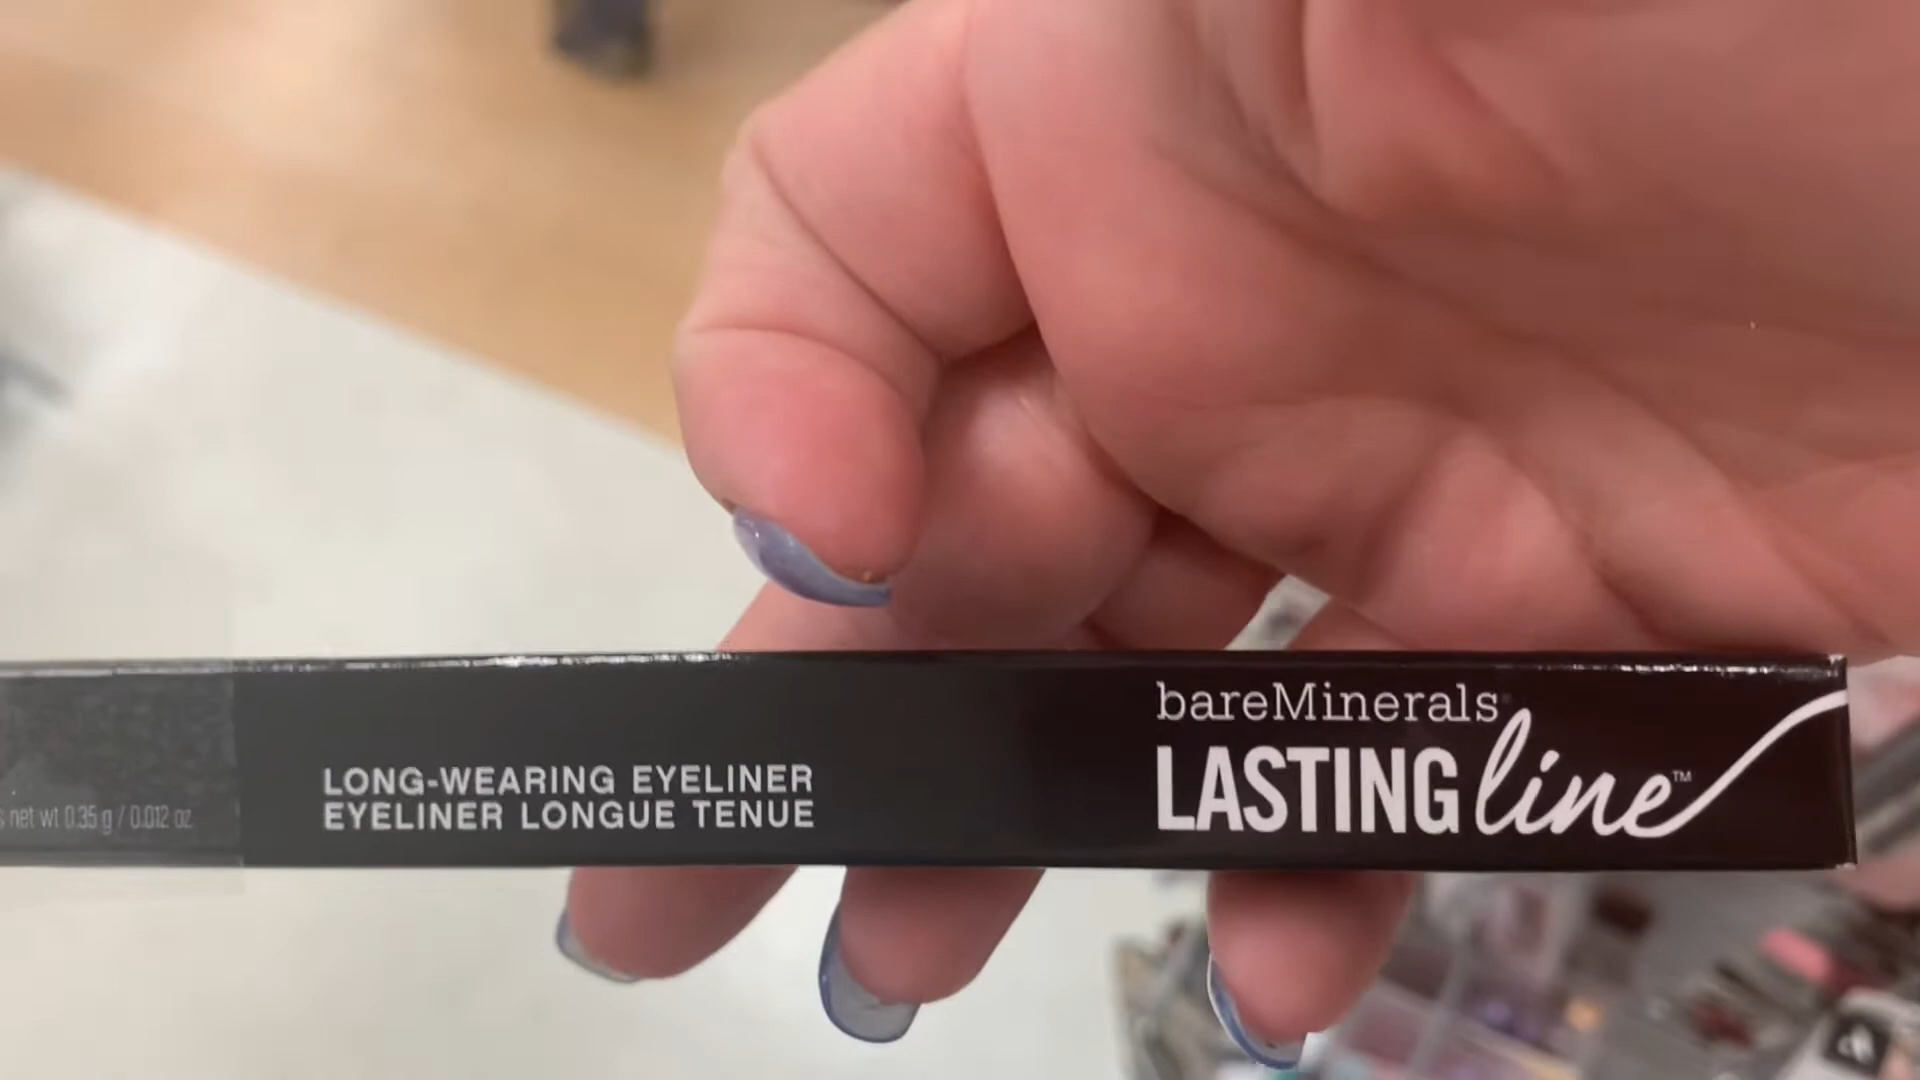 bareMinerals
LASTING line™
LONG-WEARING EYELINER
EYELINER LONGUE TENUE
net wt 0.35 g / 0.012 oz